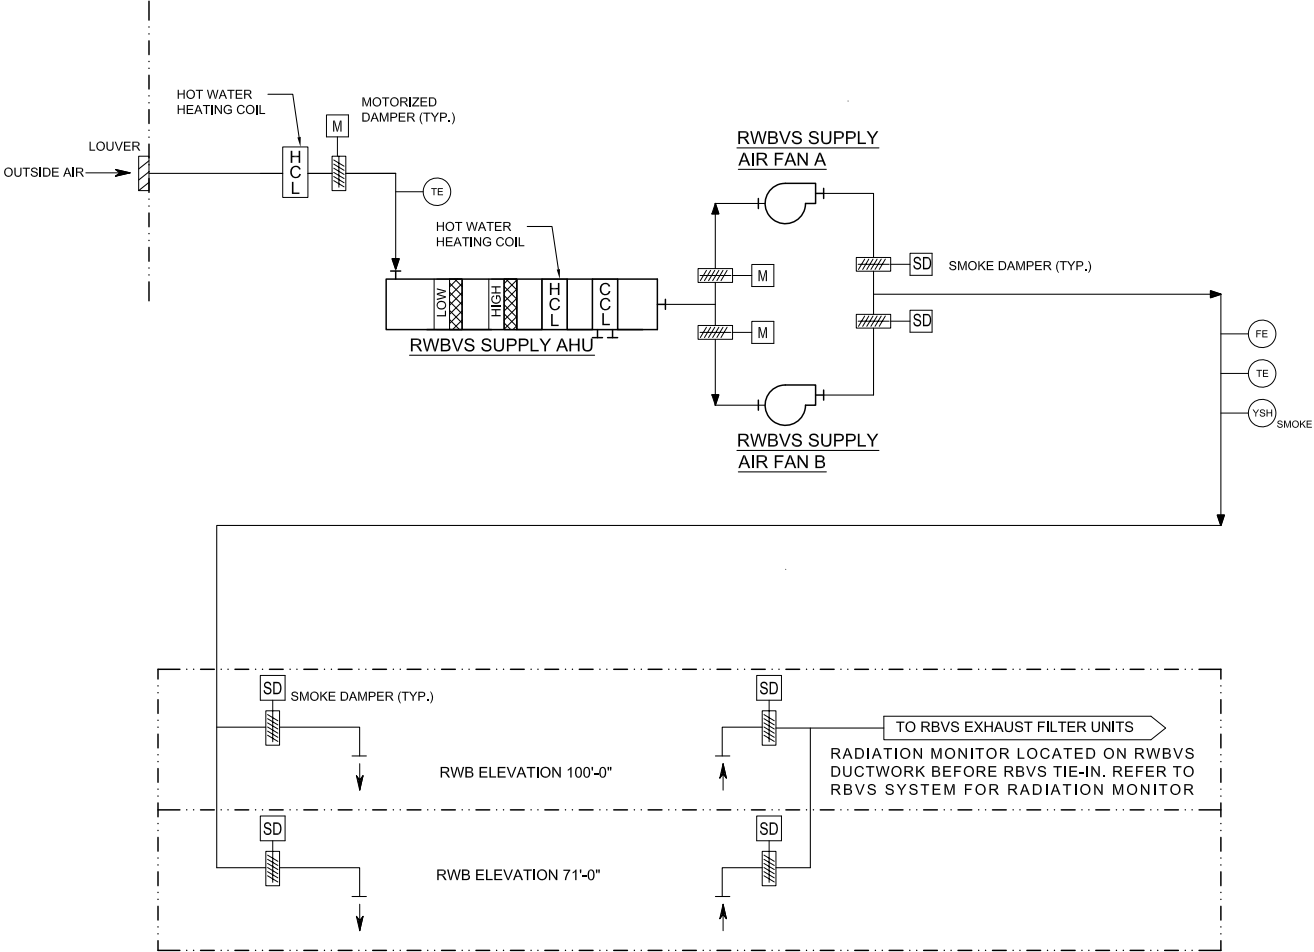 HOT WATER
HEATING COIL
MOTORIZED
DAMPER (TYP.)
M
LOUVER
OUTSIDE AIR
HCL
TE
RWBVS SUPPLY
AIR FAN A
HOT WATER
HEATING COIL
LOW
HIGH
HCL
CCL
RWBVS SUPPLY AHU
M
M
SD
SMOKE DAMPER (TYP.)
SD
RWBVS SUPPLY
AIR FAN B
FE
TE
YSH
SMOKE
SD
SMOKE DAMPER (TYP.)
SD
TO RBVS EXHAUST FILTER UNITS
RWB ELEVATION 100'-0"
RADIATION MONITOR LOCATED ON RWBVS
DUCTWORK BEFORE RBVS TIE-IN. REFER TO
RBVS SYSTEM FOR RADIATION MONITOR
SD
SD
RWB ELEVATION 71'-0"